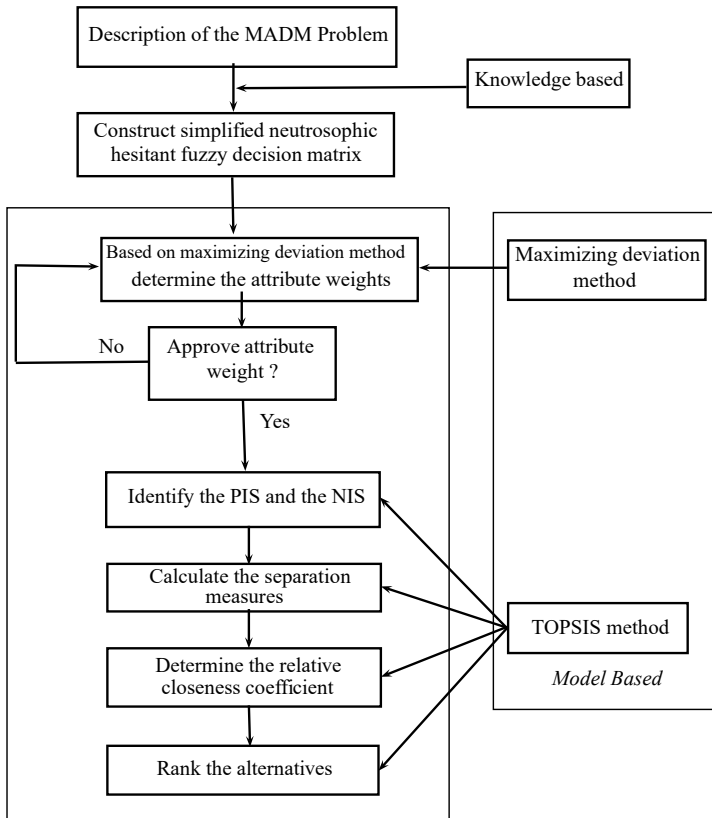 Description of the MADM Problem
Knowledge based
Construct simplified neutrosophic
hesitant fuzzy decision matrix
Based on maximizing deviation method
determine the attribute weights
Maximizing deviation
method
No
Approve attribute
weight ?
Yes
Identify the PIS and the NIS
Calculate the separation
measures
TOPSIS method
Model Based
Determine the relative
closeness coefficient
Rank the alternatives